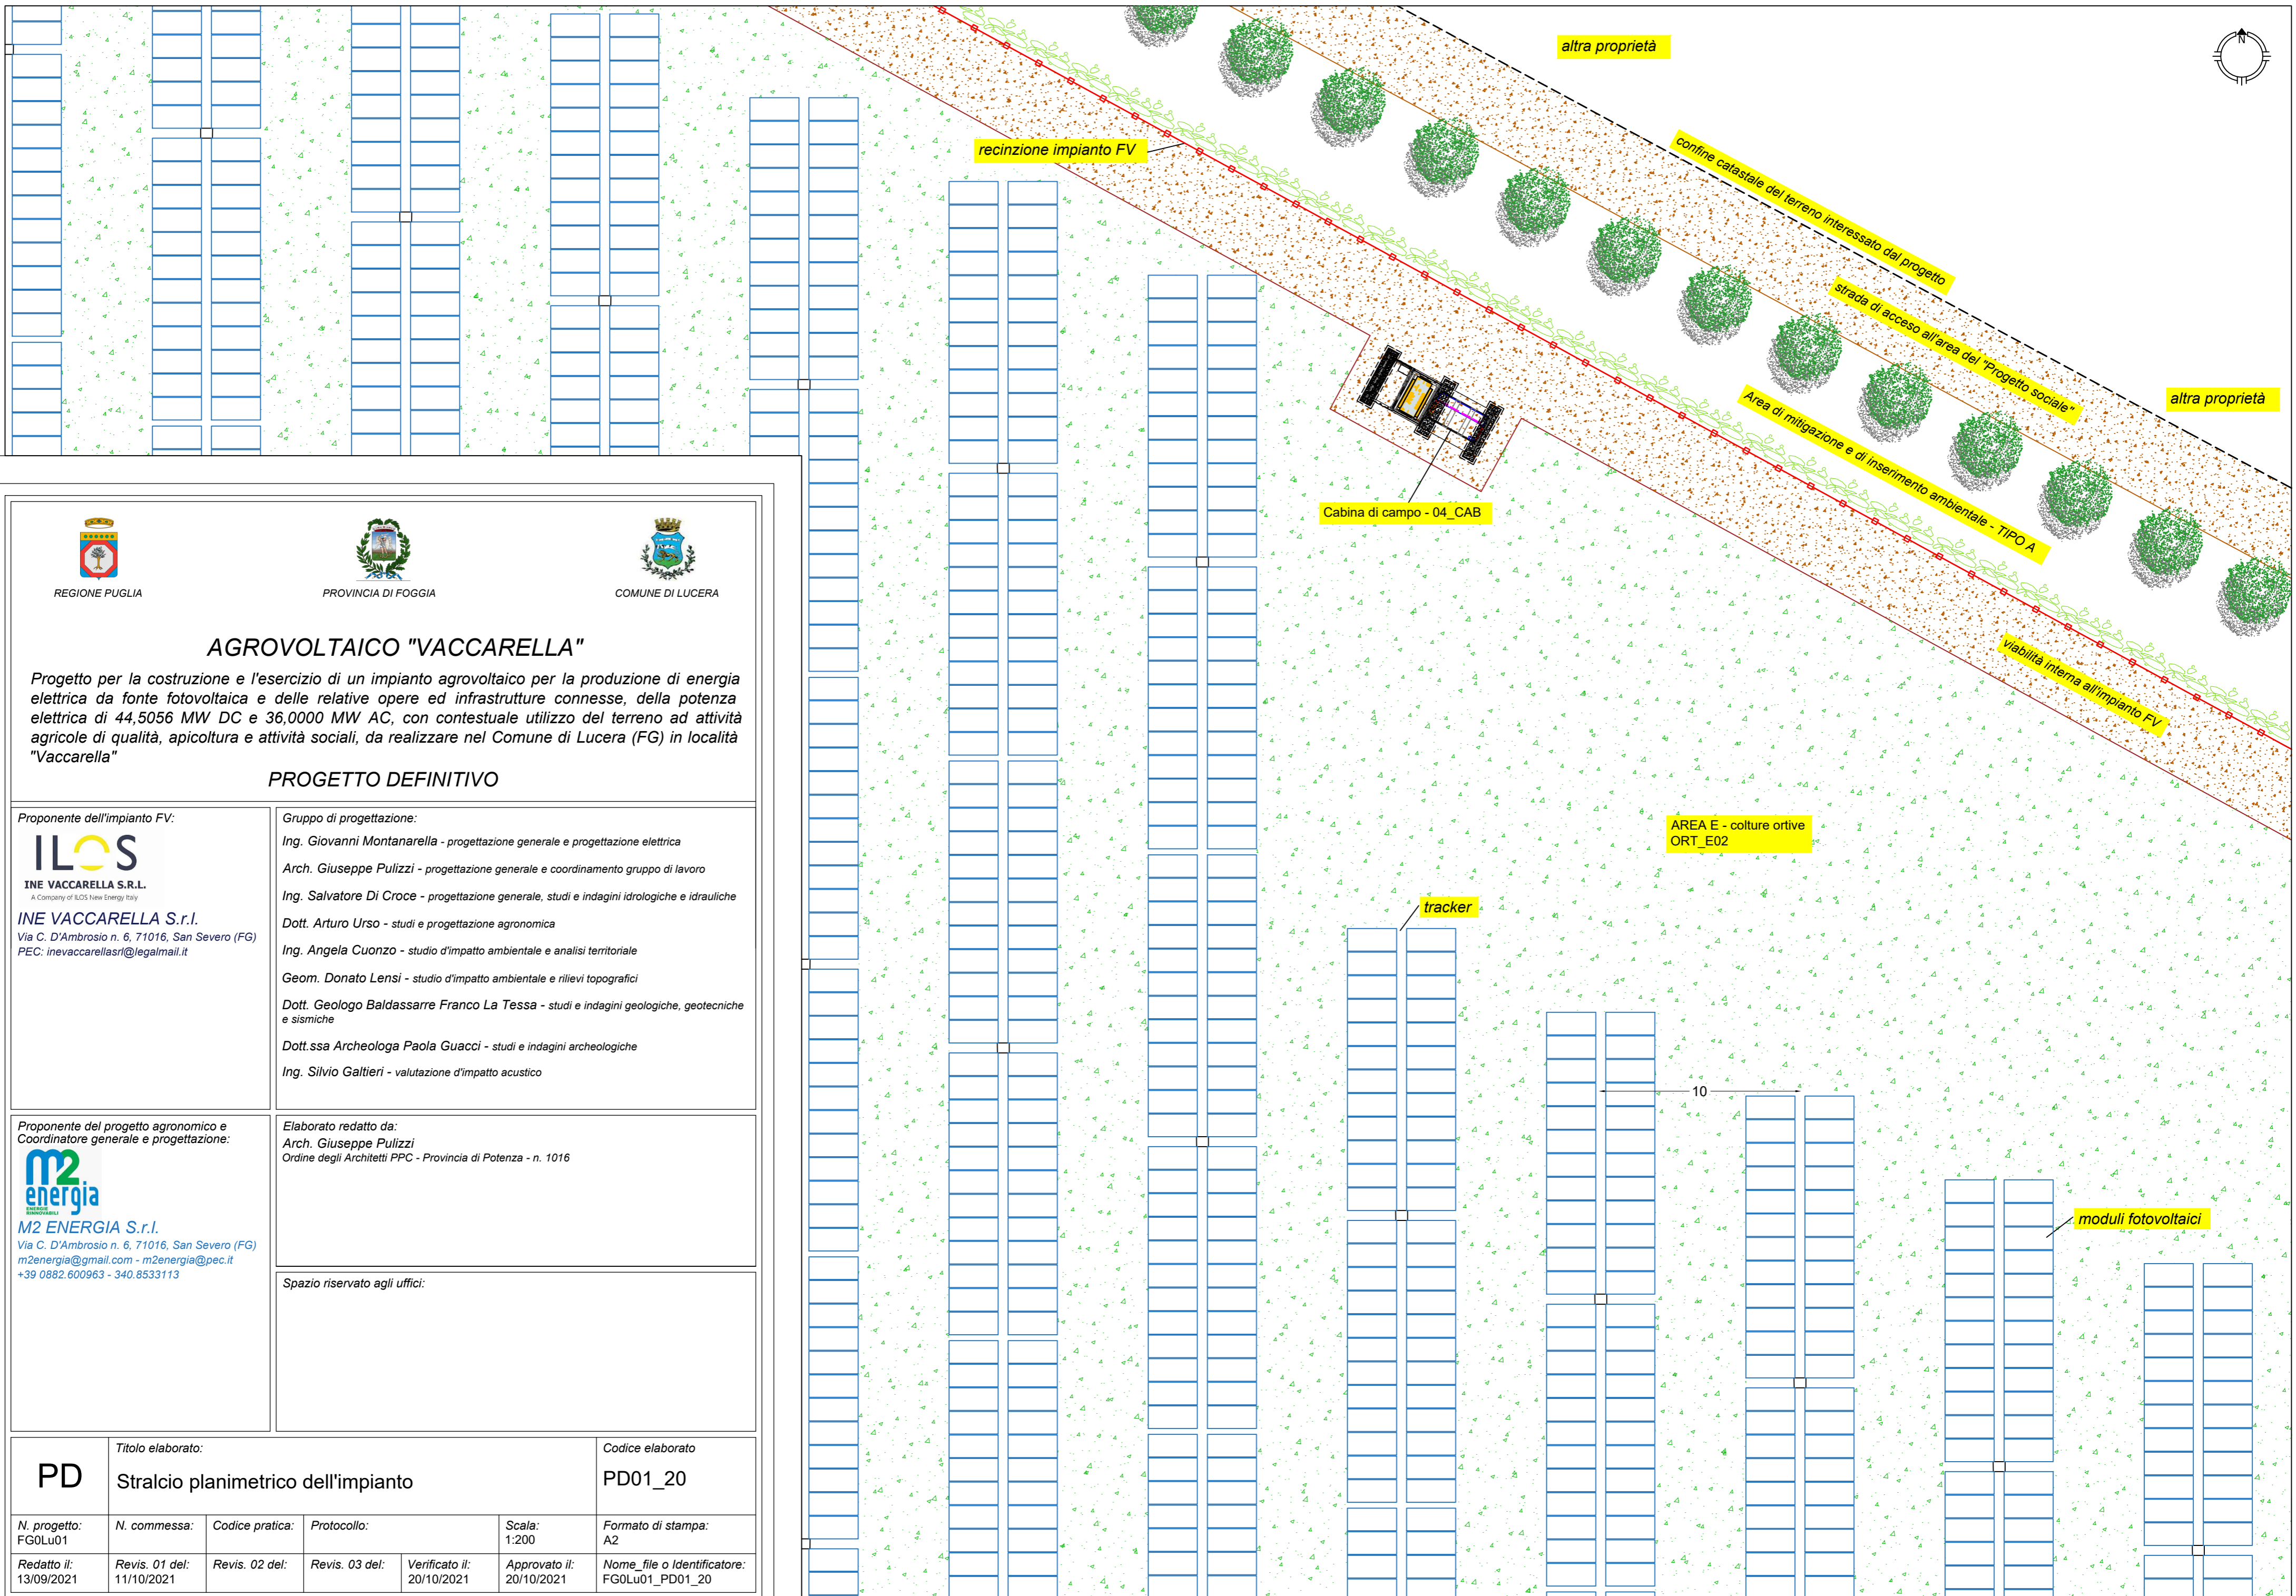 altra proprietà
N
recinzione impianto FV
confine catastale del terreno interessato dal progetto
strada di acceso all'area del "Progetto sociale"
altra proprietà
Area di mitigazione e di inserimento ambientale - TIPO A
Cabina di campo - 04_CAB
viabilità interna all'impianto FV
AREA E - colture ortive
ORT_E02
tracker
10
moduli fotovoltaici
REGIONE PUGLIA
PROVINCIA DI FOGGIA
COMUNE DI LUCERA
AGROVOLTAICO "VACCARELLA"
Progetto per la costruzione e l'esercizio di un impianto agrovoltaico per la produzione di energia
elettrica da fonte fotovoltaica e delle relative opere ed infrastrutture connesse, della potenza
elettrica di 44,5056 MW DC e 36,0000 MW AC, con contestuale utilizzo del terreno ad attività
agricole di qualità, apicoltura e attività sociali, da realizzare nel Comune di Lucera (FG) in località
"Vaccarella"
PROGETTO DEFINITIVO
Proponente dell'impianto FV:
ILOS
INE VACCARELLA S.R.L.
A Company of ILOS New Energy Italy
INE VACCARELLA S.r.l.
Via C. D'Ambrosio n. 6, 71016, San Severo (FG)
PEC: inevaccarellasrl@legalmail.it
Gruppo di progettazione:
Ing. Giovanni Montanarella - progettazione generale e progettazione elettrica
Arch. Giuseppe Pulizzi - progettazione generale e coordinamento gruppo di lavoro
Ing. Salvatore Di Croce - progettazione generale, studi e indagini idrologiche e idrauliche
Dott. Arturo Urso - studi e progettazione agronomica
Ing. Angela Cuonzo - studio d'impatto ambientale e analisi territoriale
Geom. Donato Lensi - studio d'impatto ambientale e rilievi topografici
Dott. Geologo Baldassarre Franco La Tessa - studi e indagini geologiche, geotecniche
e sismiche
Dott.ssa Archeologa Paola Guacci - studi e indagini archeologiche
Ing. Silvio Galtieri - valutazione d'impatto acustico
Proponente del progetto agronomico e
Coordinatore generale e progettazione:
m2
energia
ENERGIE
RINNOVABILI
M2 ENERGIA S.r.l.
Via C. D'Ambrosio n. 6, 71016, San Severo (FG)
m2energia@gmail.com - m2energia@pec.it
+39 0882.600963 - 340.8533113
Elaborato redatto da:
Arch. Giuseppe Pulizzi
Ordine degli Architetti PPC - Provincia di Potenza - n. 1016
Spazio riservato agli uffici:
PD
Titolo elaborato:
Stralcio planimetrico dell'impianto
Codice elaborato
PD01_20
N. progetto:
FG0Lu01
N. commessa:
Codice pratica:
Protocollo:
Scala:
1:200
Formato di stampa:
A2
Redatto il:
13/09/2021
Revis. 01 del:
11/10/2021
Revis. 02 del:
Revis. 03 del:
Verificato il:
20/10/2021
Approvato il:
20/10/2021
Nome_file o Identificatore:
FG0Lu01_PD01_20